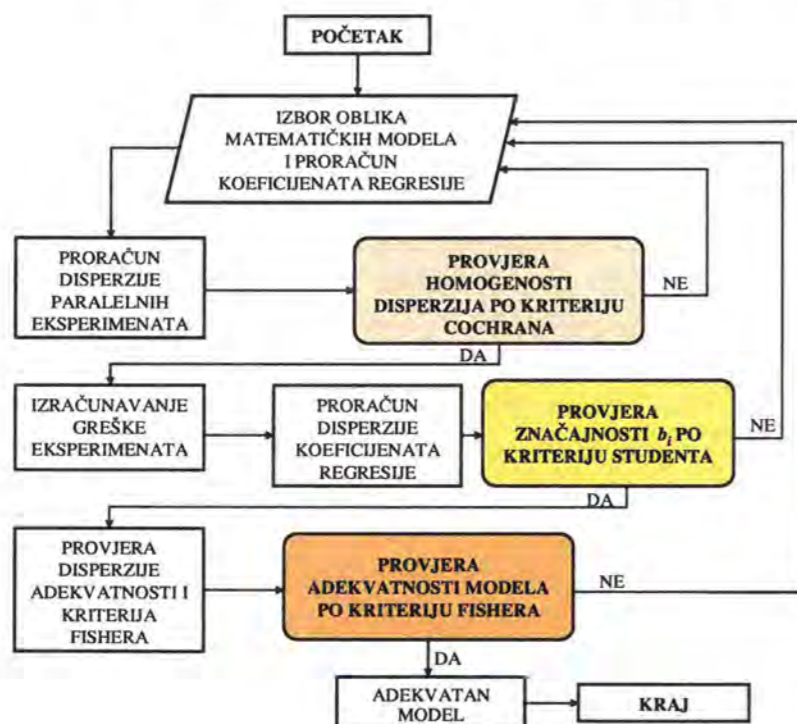 POČETAK
IZBOR OBLIKA
MATEMATIČKIH MODELA
I PRORAČUN
KOEFICIJENATA REGRESIJE
PRORAČUN
DISPERZIJE
PARALELNIH
EKSPERIMENATA
PROVJERA
HOMOGENOSTI
DISPERZIJA PO KRITERIJU
COCHRANA
NE
DA
IZRAČUNAVANJE
GREŠKE
EKSPERIMENATA
PRORAČUN
DISPERZIJE
KOEFICIJENATA
REGRESIJE
PROVJERA
ZNAČAJNOSTI bi PO
KRITERIJU STUDENTA
NE
DA
PROVJERA
DISPERZIJE
ADEKVATNOSTI I
KRITERIJA
FISHERA
PROVJERA
ADEKVATNOSTI MODELA
PO KRITERIJU FISHERA
NE
DA
ADEKVATAN
MODEL
KRAJ